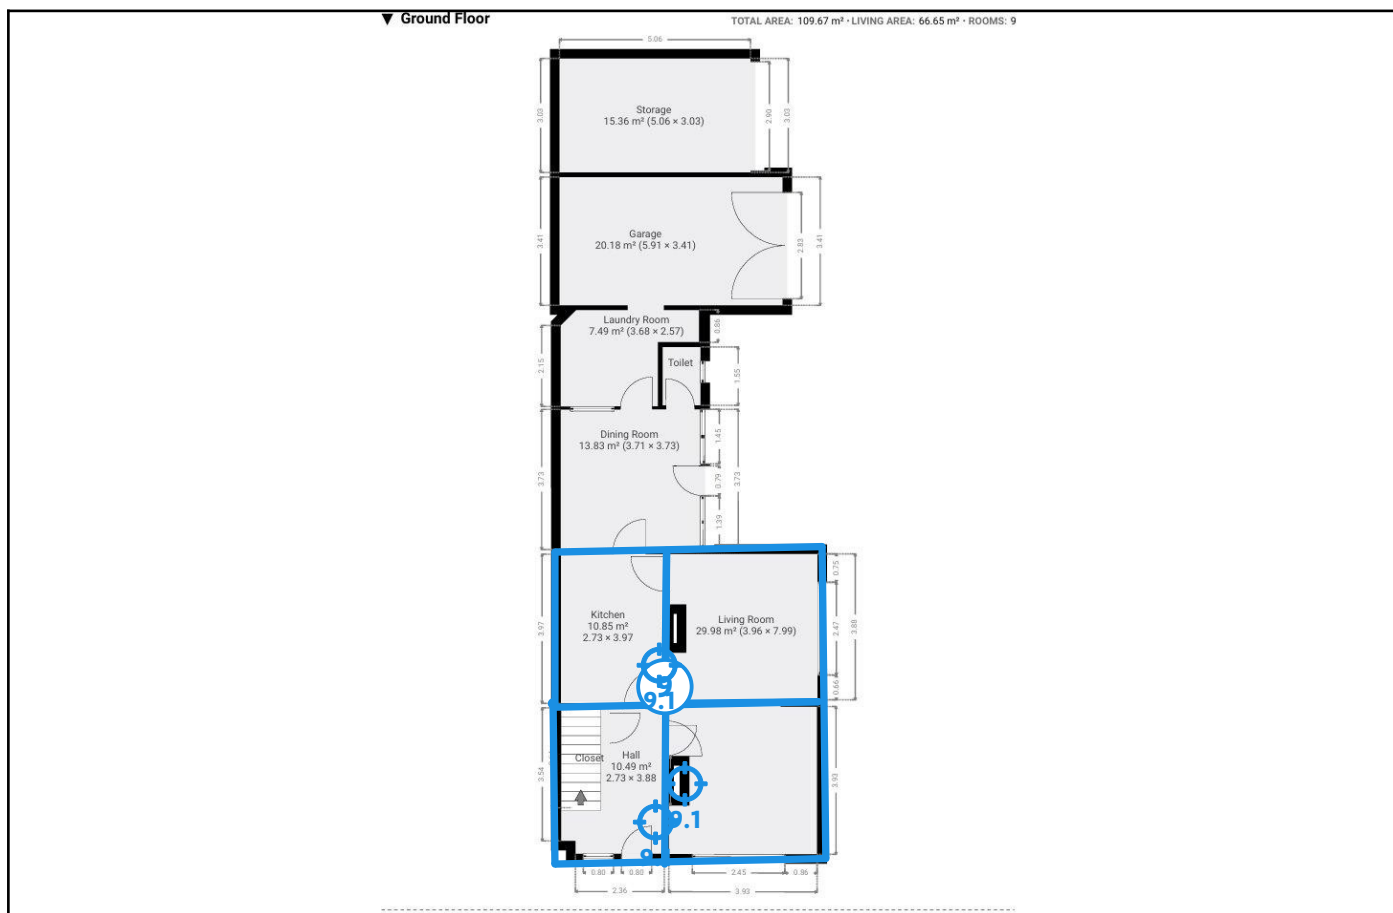 ▼ Ground Floor
TOTAL AREA: 109.67 m² · LIVING AREA: 66.65 m² · ROOMS: 9
5.06
3.03
Storage
15.36 m² (5.06 × 3.03)
2.90
3.03
3.41
Garage
20.18 m² (5.91 × 3.41)
2.83
3.41
Laundry Room
7.49 m² (3.68 × 2.57)
0.86
2.15
Toilet
1.55
Dining Room
13.83 m² (3.71 × 3.73)
1.45
3.73
0.79
3.73
1.39
0.75
Kitchen
10.85 m²
2.73 × 3.97
Living Room
29.98 m² (3.96 × 7.99)
3.97
2.47
3.88
0.66
9
9.1
Closet
Hall
10.49 m²
2.73 × 3.88
3.54
3.93
9.1
9
0.80
0.80
2.45
0.86
2.36
3.93